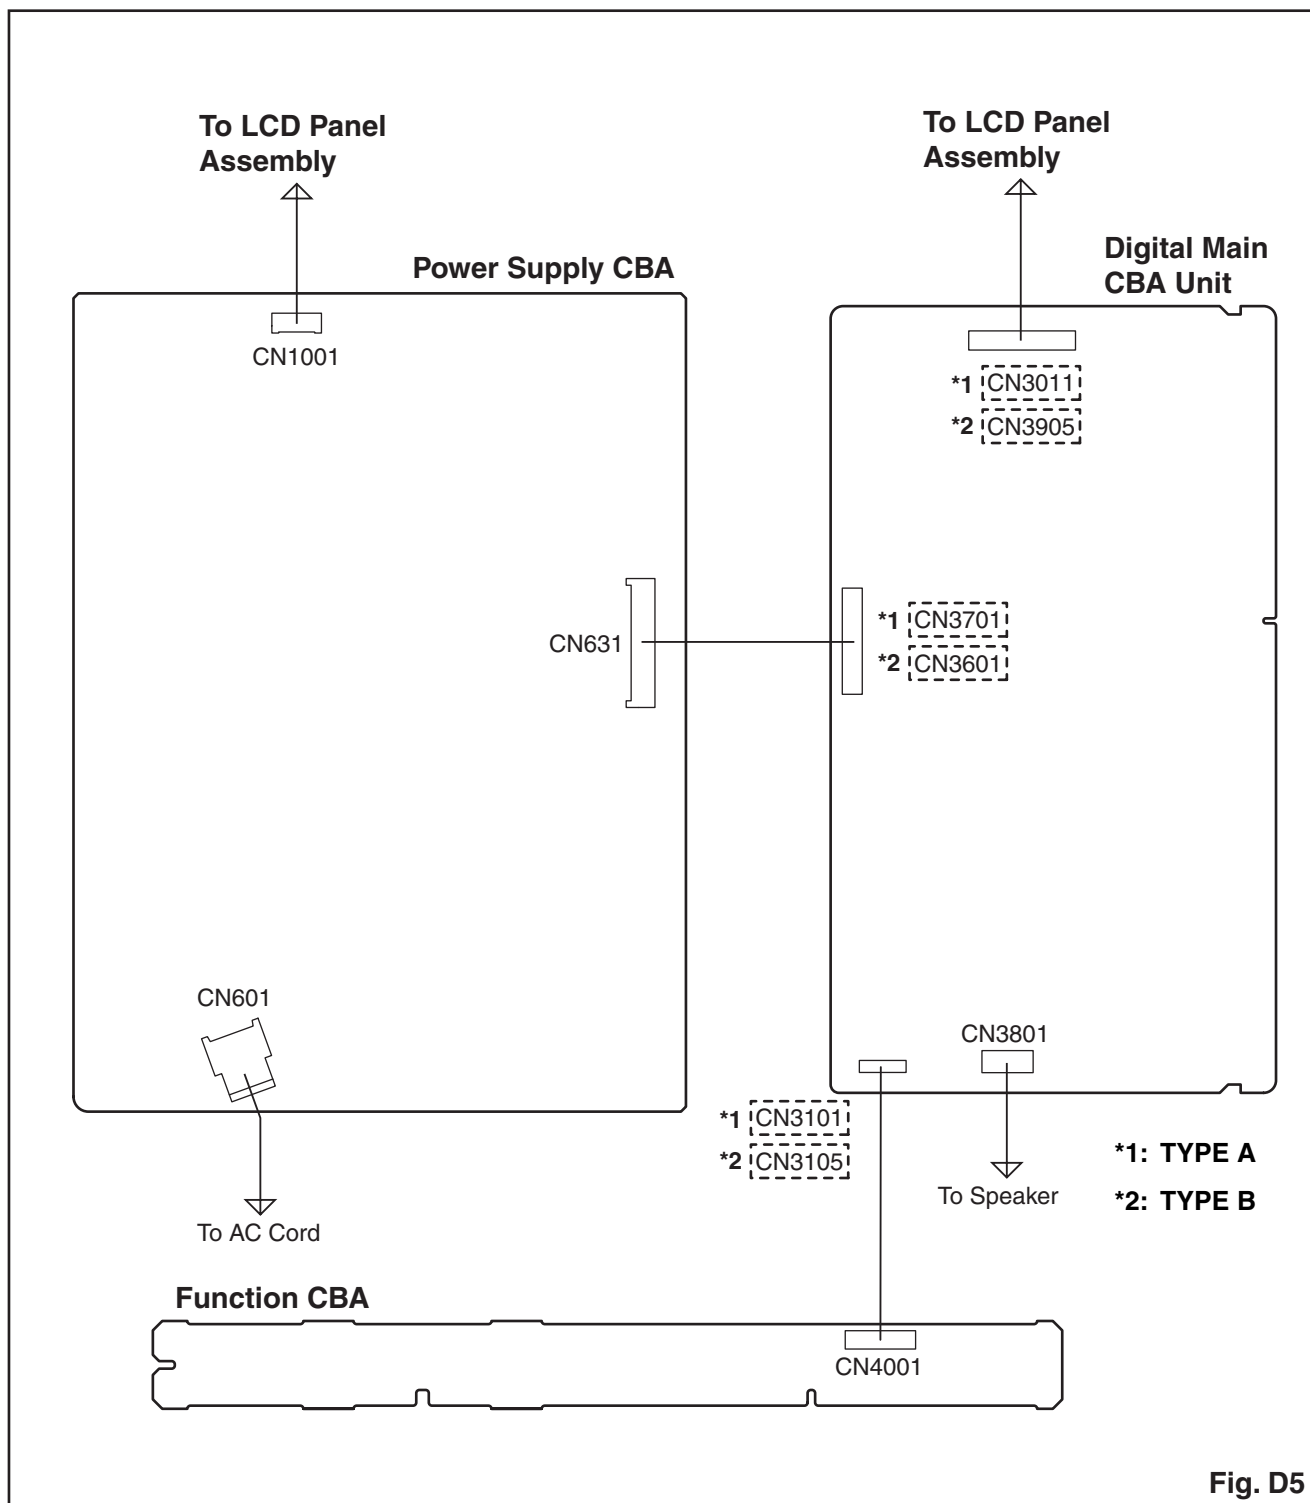 To LCD Panel
Assembly
To LCD Panel
Assembly
Power Supply CBA
Digital Main
CBA Unit
CN1001
*1 CN3011
*2 CN3905
CN631
*1 CN3701
*2 CN3601
CN601
CN3801
*1 CN3101
*2 CN3105
To Speaker
*1: TYPE A
*2: TYPE B
To AC Cord
Function CBA
CN4001
Fig. D5